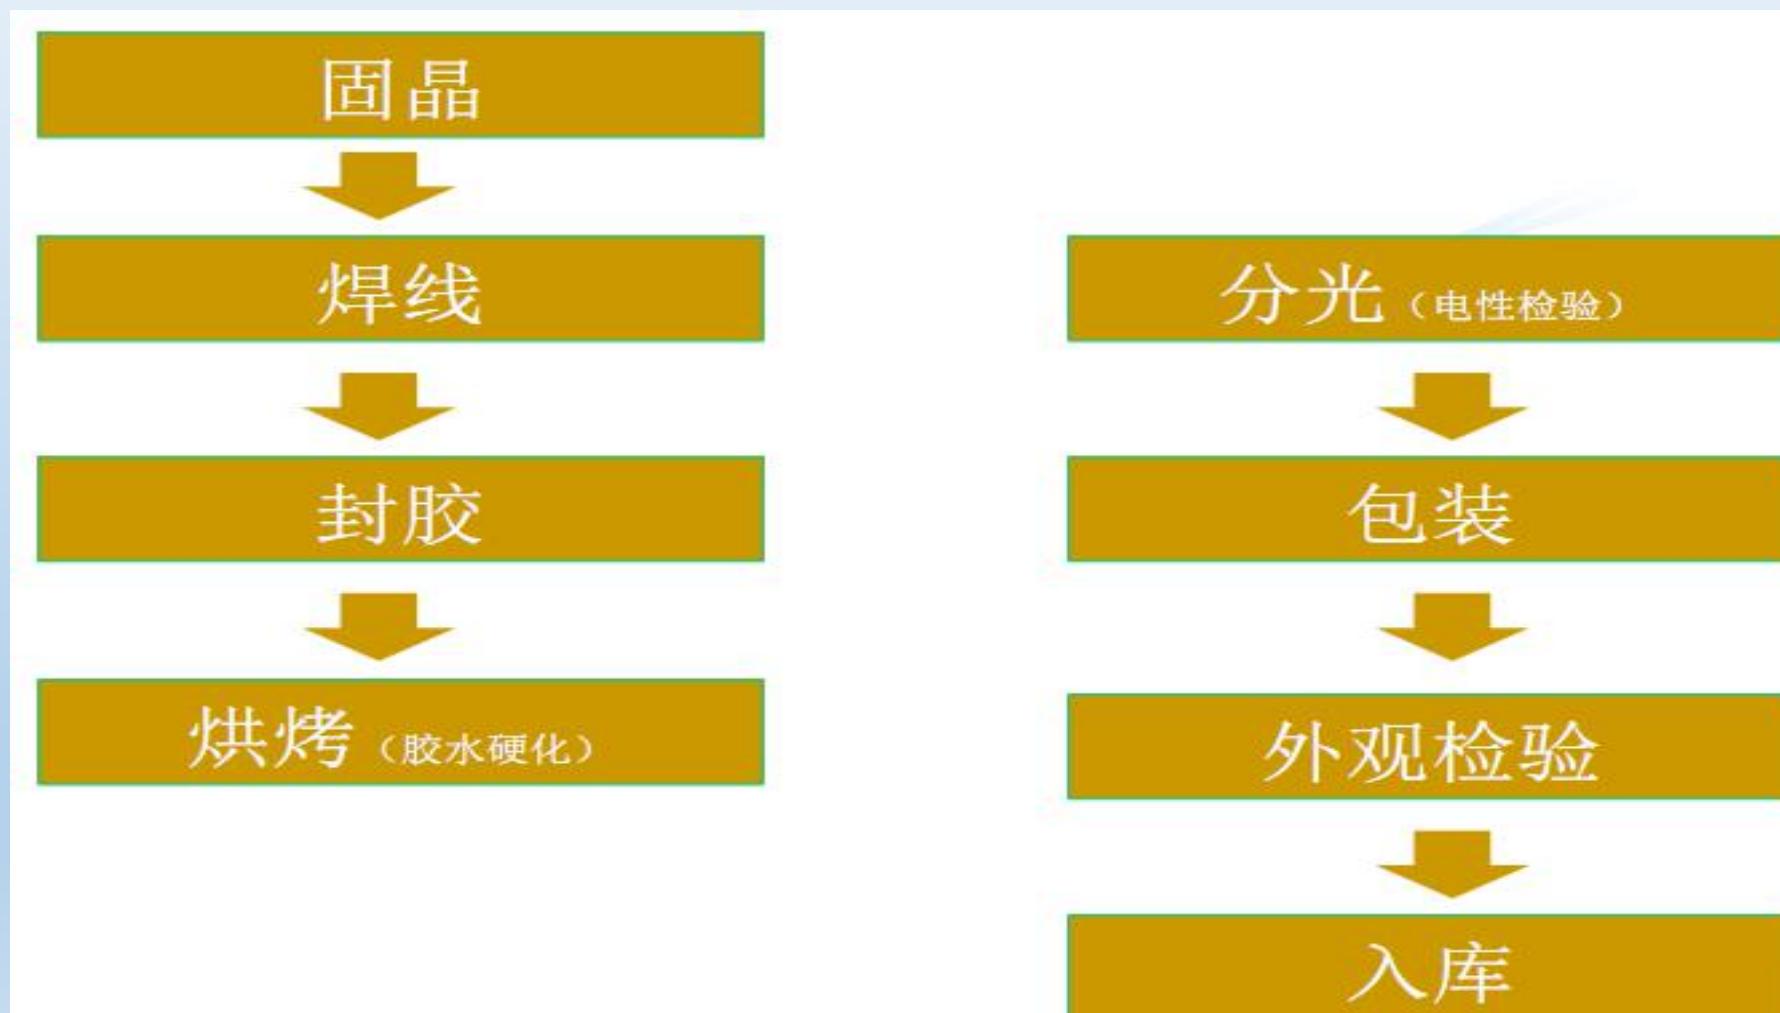 固晶
焊线
封胶
烘烤（胶水硬化）
分光（电性检验）
包装
外观检验
入库